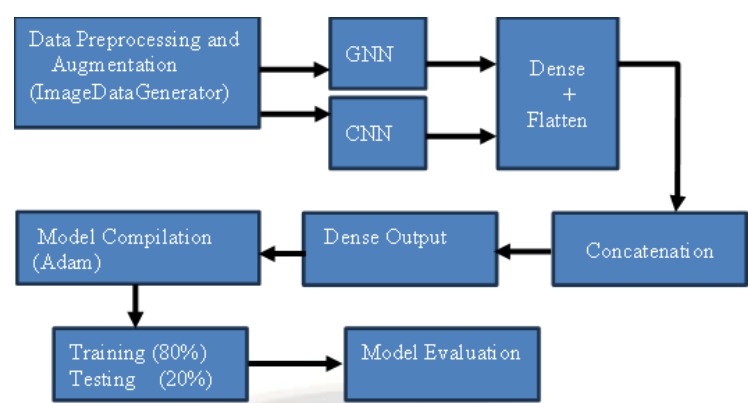 Data Preprocessing and
Augmentation
(ImageDataGenerator)
GNN
CNN
Dense
+
Flatten
Concatenation
Dense Output
Model Compilation
(Adam)
Training (80%)
Testing (20%)
Model Evaluation